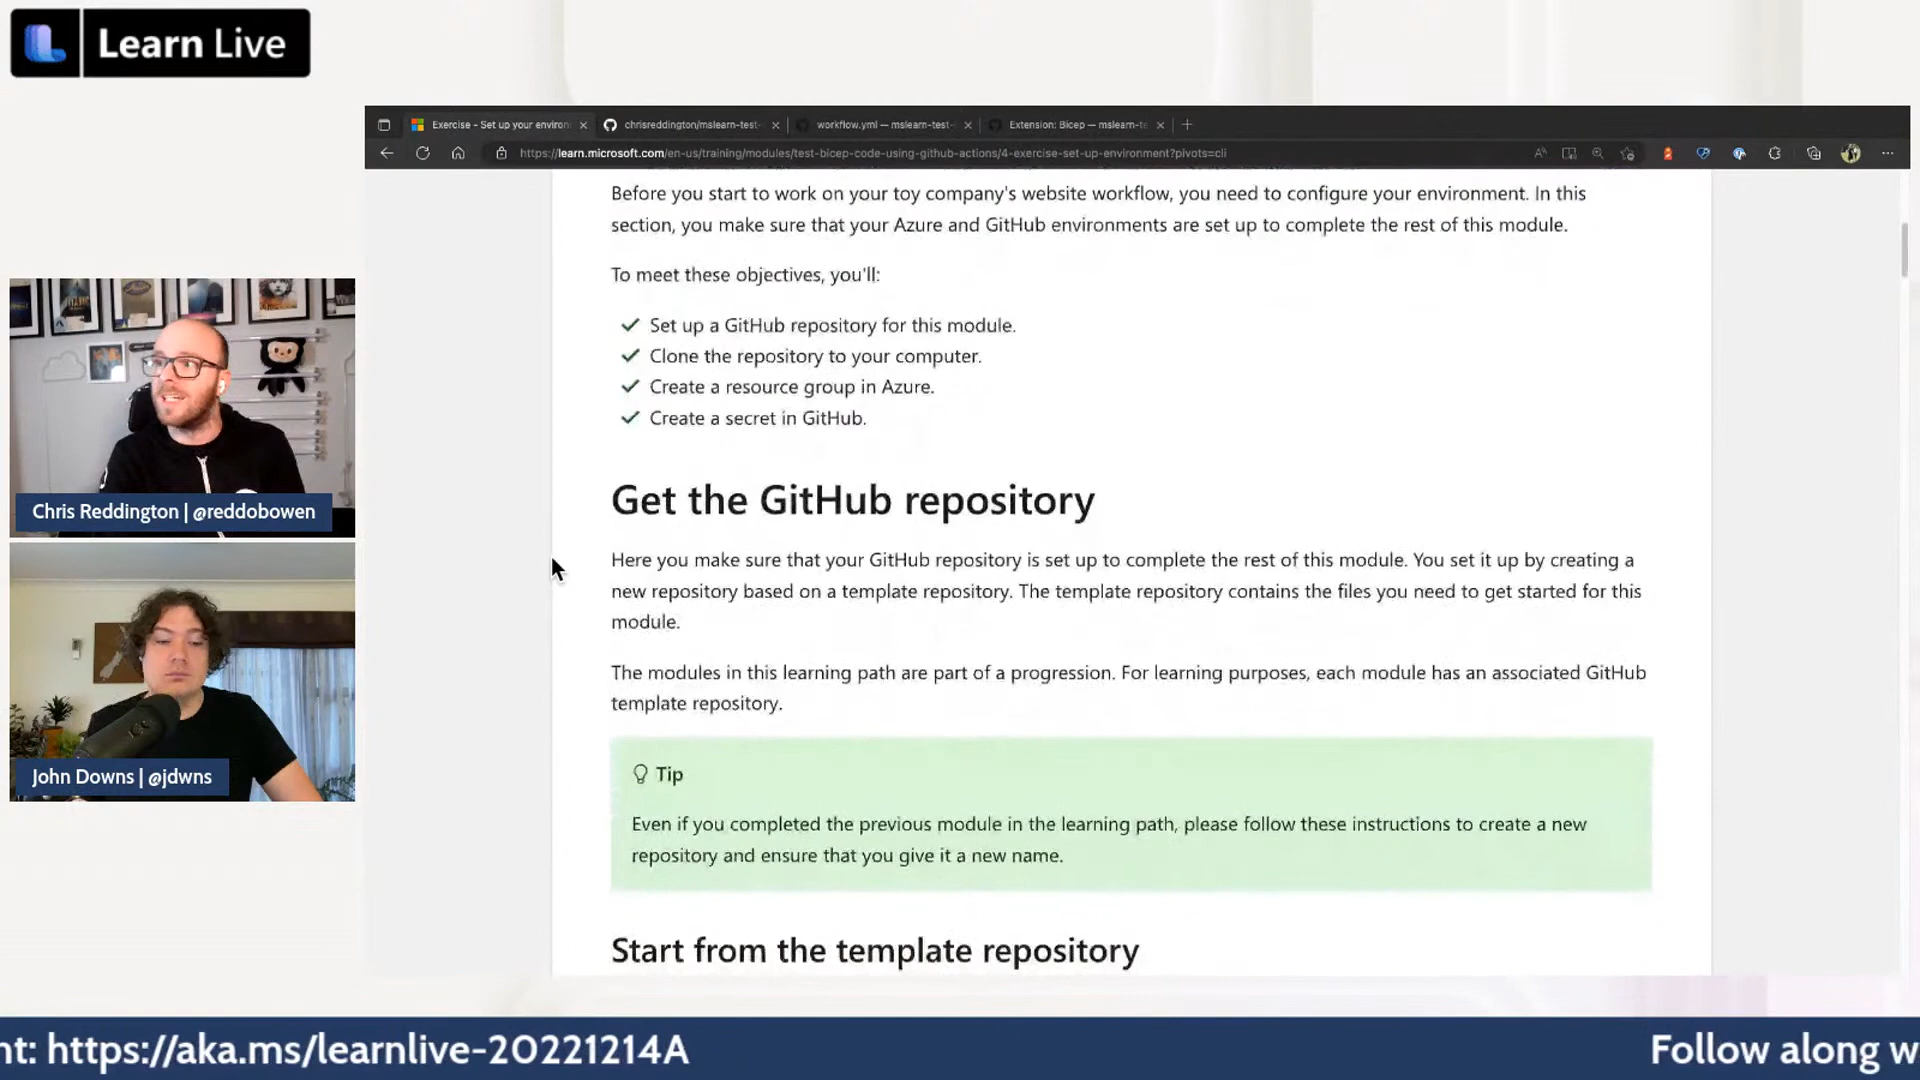 Learn Live
Exercise - Set up your environ
chrisreddington/mslearn-test-
workflow.yml — mslearn-test-
Extension: Bicep — mslearn-te
https://learn.microsoft.com/en-us/training/modules/test-bicep-code-using-github-actions/4-exercise-set-up-environment?pivots=cli
Before you start to work on your toy company's website workflow, you need to configure your environment. In this
section, you make sure that your Azure and GitHub environments are set up to complete the rest of this module.
To meet these objectives, you'll:
Set up a GitHub repository for this module.
Clone the repository to your computer.
Create a resource group in Azure.
Create a secret in GitHub.
Get the GitHub repository
Here you make sure that your GitHub repository is set up to complete the rest of this module. You set it up by creating a
new repository based on a template repository. The template repository contains the files you need to get started for this
module.
The modules in this learning path are part of a progression. For learning purposes, each module has an associated GitHub
template repository.
Tip
Even if you completed the previous module in the learning path, please follow these instructions to create a new
repository and ensure that you give it a new name.
Start from the template repository
Chris Reddington | @reddobowen
John Downs | @jdwns
nt: https://aka.ms/learnlive-20221214A
Follow along w